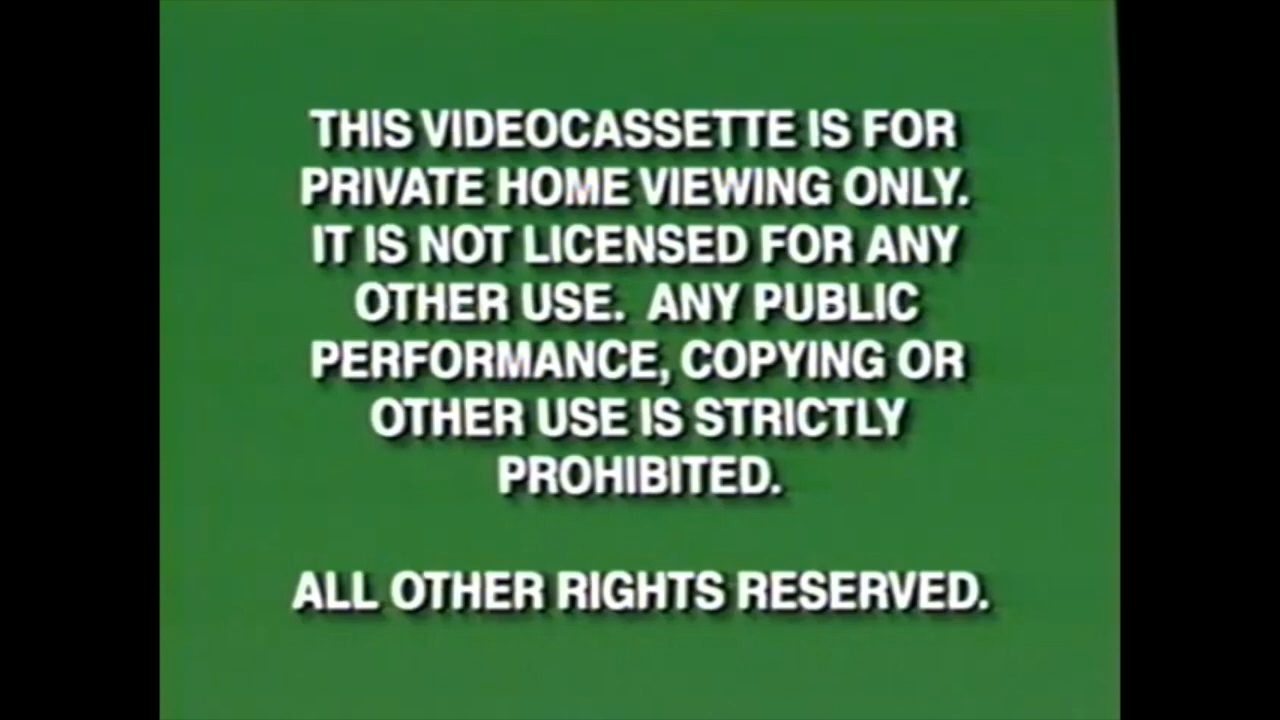 THIS VIDEOCASSETTE IS FOR
PRIVATE HOME VIEWING ONLY.
IT IS NOT LICENSED FOR ANY
OTHER USE.  ANY PUBLIC
PERFORMANCE, COPYING OR
OTHER USE IS STRICTLY
PROHIBITED.
ALL OTHER RIGHTS RESERVED.